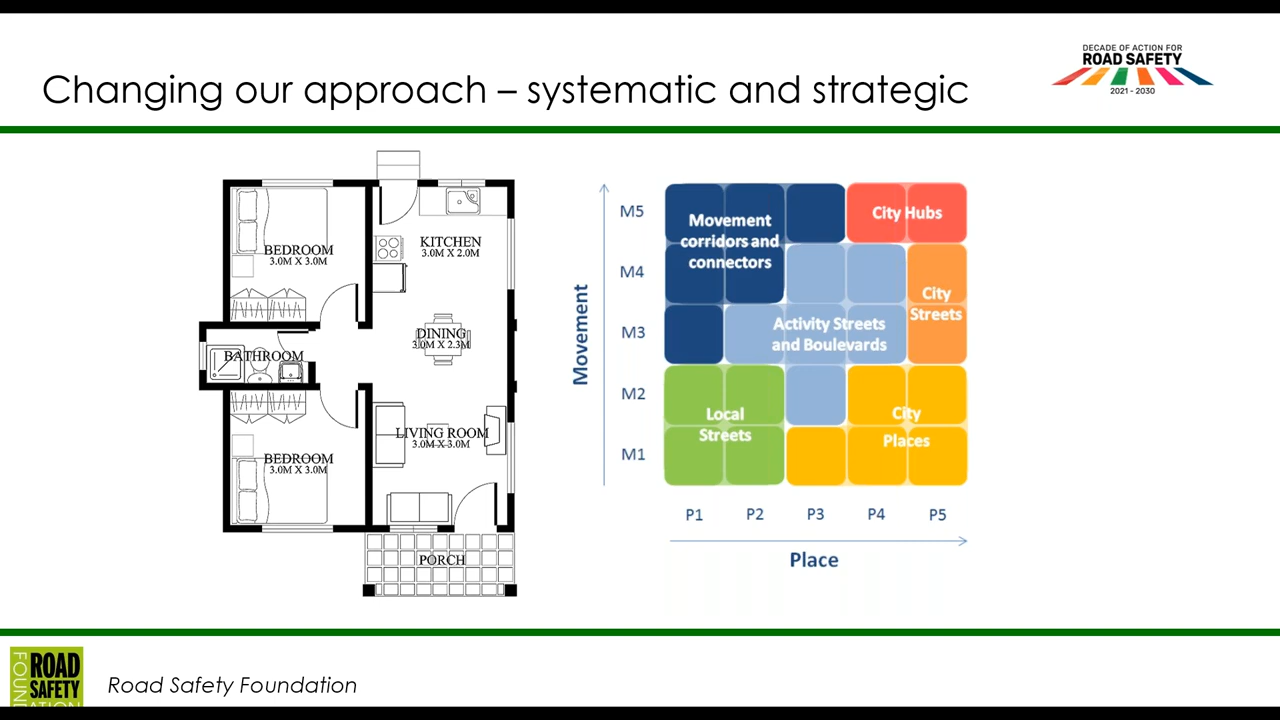 Changing our approach – systematic and strategic
DECADE OF ACTION FOR
ROAD SAFETY
2021 - 2030
BEDROOM
3.0M X 3.0M
KITCHEN
3.0M X 2.0M
DINING
3.0M X 2.3M
BATHROOM
LIVING ROOM
3.0M X 3.0M
BEDROOM
3.0M X 3.0M
PORCH
Movement
M5
M4
M3
M2
M1
Movement
corridors and
connectors
City Hubs
City
Streets
Activity Streets
and Boulevards
Local
Streets
City
Places
P1 P2 P3 P4 P5
Place
ROAD
SAFETY
FOUNDATION
Road Safety Foundation